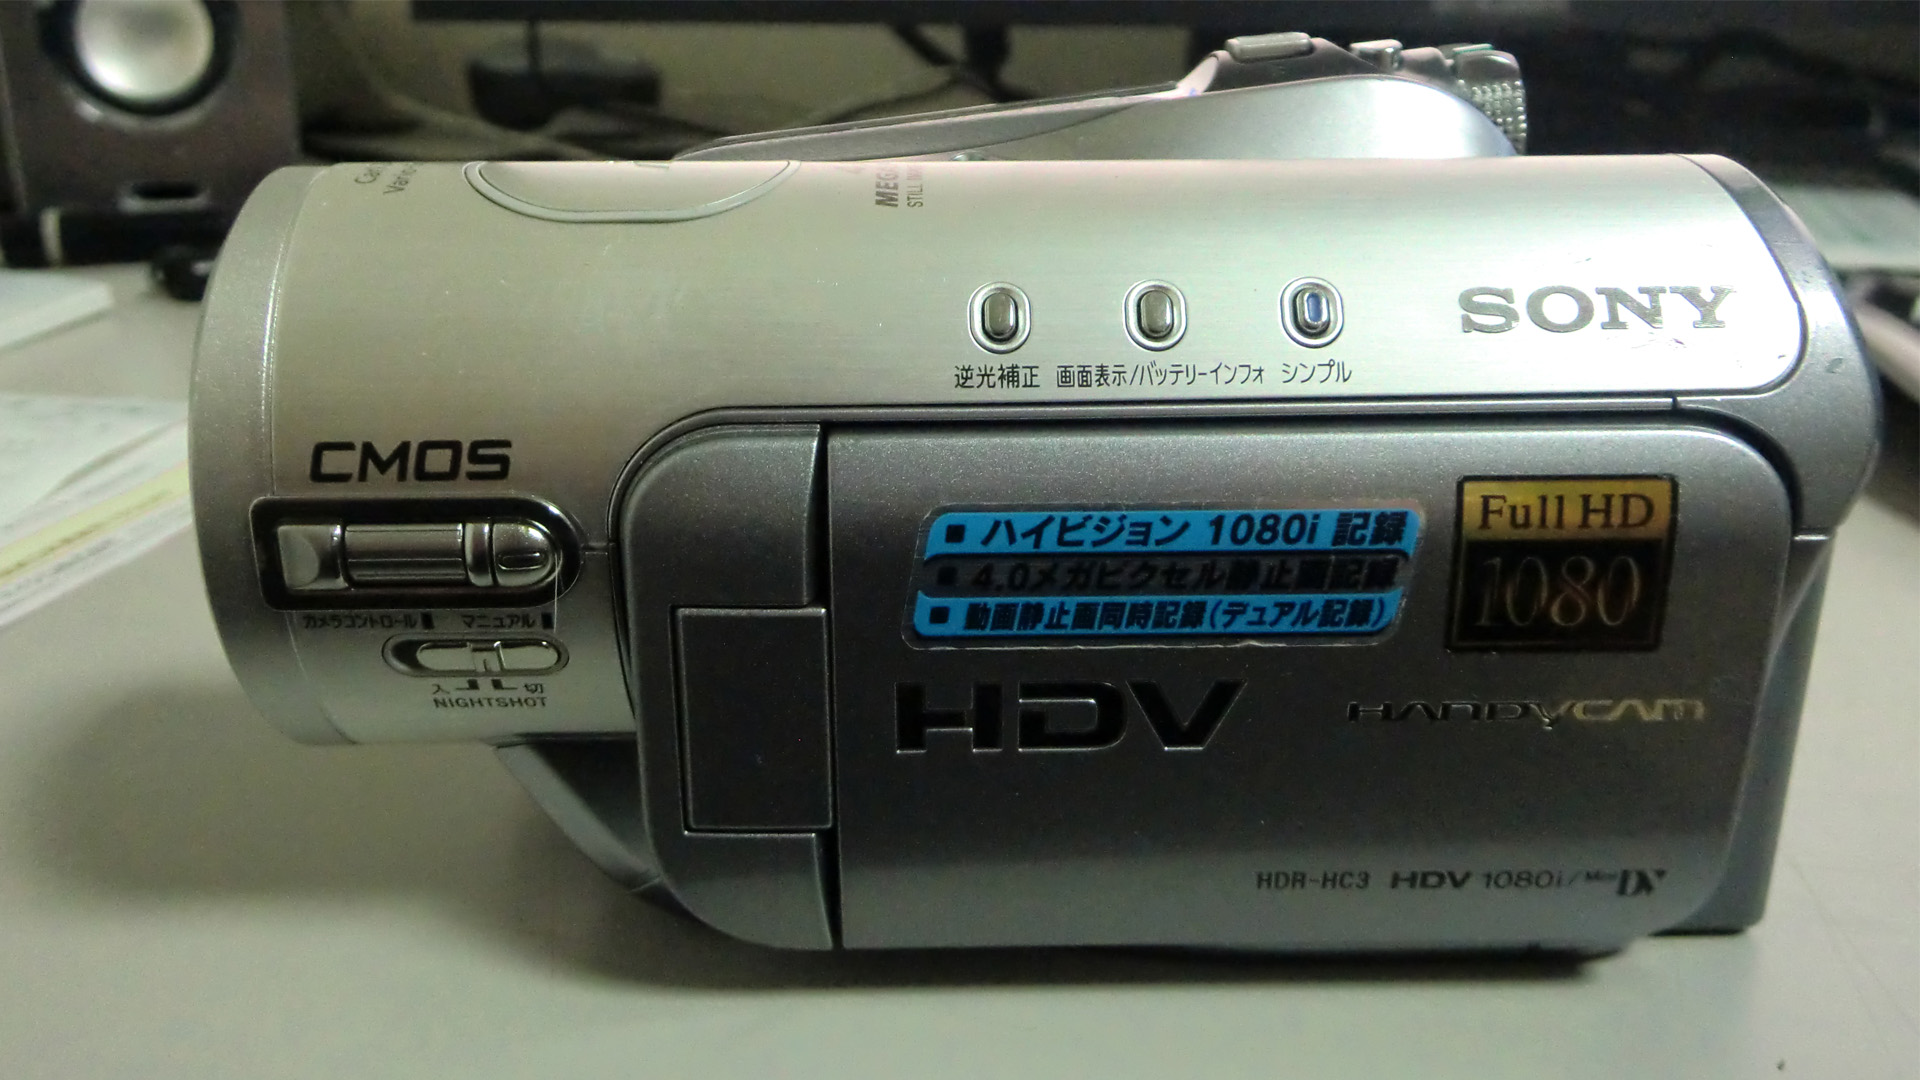 MEG
SONY
逆光補正 画面表示/バッテリーインフォ シンプル
CMOS
カメラコントロール マニュアル
入 切
NIGHTSHOT
■ ハイビジョン 1080i 記録
■ 4.0メガピクセル静止画記録
■ 動画静止画同時記録(デュアル記録)
Full HD
1080
HDV
HANDYCAM
HDR-HC3 HDV 1080i/Mini DV